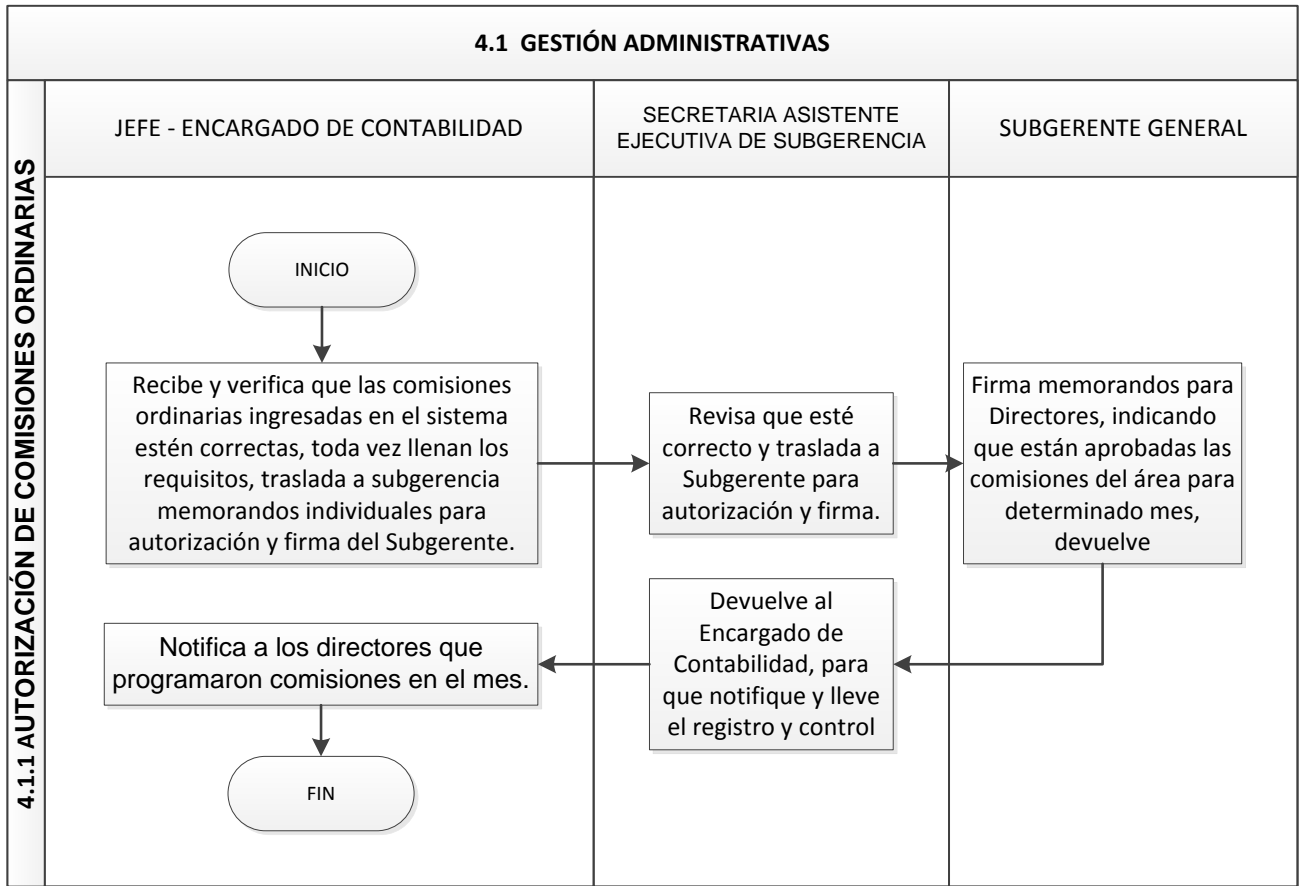 4.1 GESTIÓN ADMINISTRATIVAS
4.1.1 AUTORIZACIÓN DE COMISIONES ORDINARIAS
JEFE - ENCARGADO DE CONTABILIDAD
SECRETARIA ASISTENTE
EJECUTIVA DE SUBGERENCIA
SUBGERENTE GENERAL
INICIO
Recibe y verifica que las comisiones
ordinarias ingresadas en el sistema
estén correctas, toda vez llenan los
requisitos, traslada a subgerencia
memorandos individuales para
autorización y firma del Subgerente.
Revisa que esté
correcto y traslada a
Subgerente para
autorización y firma.
Firma memorandos para
Directores, indicando
que están aprobadas las
comisiones del área para
determinado mes,
devuelve
Devuelve al
Encargado de
Contabilidad, para
que notifique y lleve
el registro y control
Notifica a los directores que
programaron comisiones en el mes.
FIN